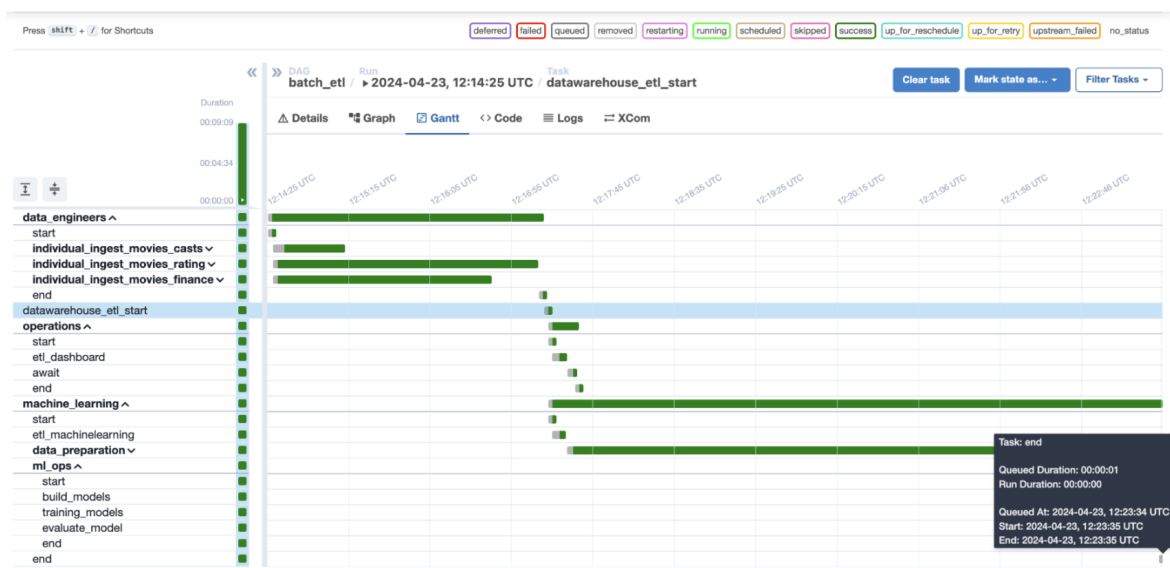 Press shift + / for Shortcuts
deferred failed queued removed restarting running scheduled skipped success up_for_reschedule up_for_retry upstream_failed no_status
DAG Run Task
batch_etl / 2024-04-23, 12:14:25 UTC / datawarehouse_etl_start
Clear task Mark state as... Filter Tasks
Details Graph Gantt Code Logs XCom
Duration
00:09:09
00:04:34
00:00:00
12:14:25 UTC 12:15:15 UTC 12:16:05 UTC 12:16:55 UTC 12:17:45 UTC 12:18:35 UTC 12:19:25 UTC 12:20:15 UTC 12:21:06 UTC 12:21:56 UTC 12:22:46 UTC
data_engineers
start
individual_ingest_movies_casts
individual_ingest_movies_rating
individual_ingest_movies_finance
end
datawarehouse_etl_start
operations
start
etl_dashboard
await
end
machine_learning
start
etl_machinelearning
data_preparation
ml_ops
start
build_models
training_models
evaluate_model
end
end
Task: end
Queued Duration: 00:00:01
Run Duration: 00:00:00
Queued At: 2024-04-23, 12:23:34 UTC
Start: 2024-04-23, 12:23:35 UTC
End: 2024-04-23, 12:23:35 UTC